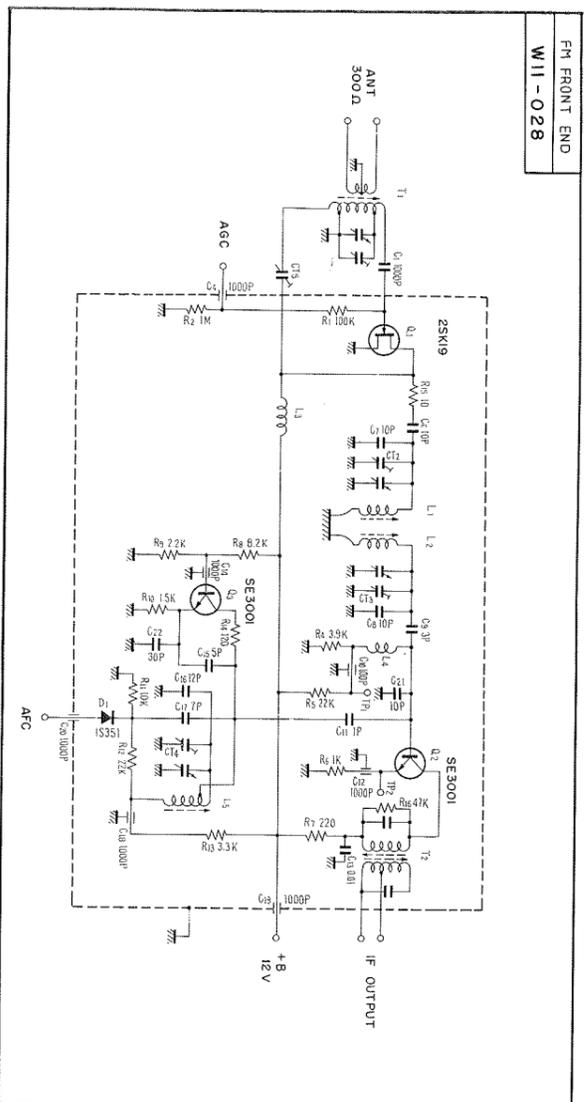 FM FRONT END
W11-028
ANT
300Ω
T1
C1 1000P
CT5
AGC
C4 1000P
R2 1M
R1 100K
2SK19
Q1
R15 10
C6 10P
C7 10P
CT2
L1
L2
L3
CT3
C8 10P
C9 3P
L4
R4 3.9K
C10 100P
TP1
R5 22K
C21
10P
C11 1P
SE3001
Q2
R6 1K
C12
1000P
TP2
R7 220
R16 47K
C13 0.01
T2
IF OUTPUT
R9 2.2K
R8 8.2K
C14
1000P
Q3
SE3001
R10 1.5K
R14 120
C22
30P
C15 5P
C16 12P
C17 7P
R11 10K
D1
1S351
CT4
R12 22K
L5
AFC
C20 1000P
C18 1000P
R13 3.3K
C19
1000P
+B
12V